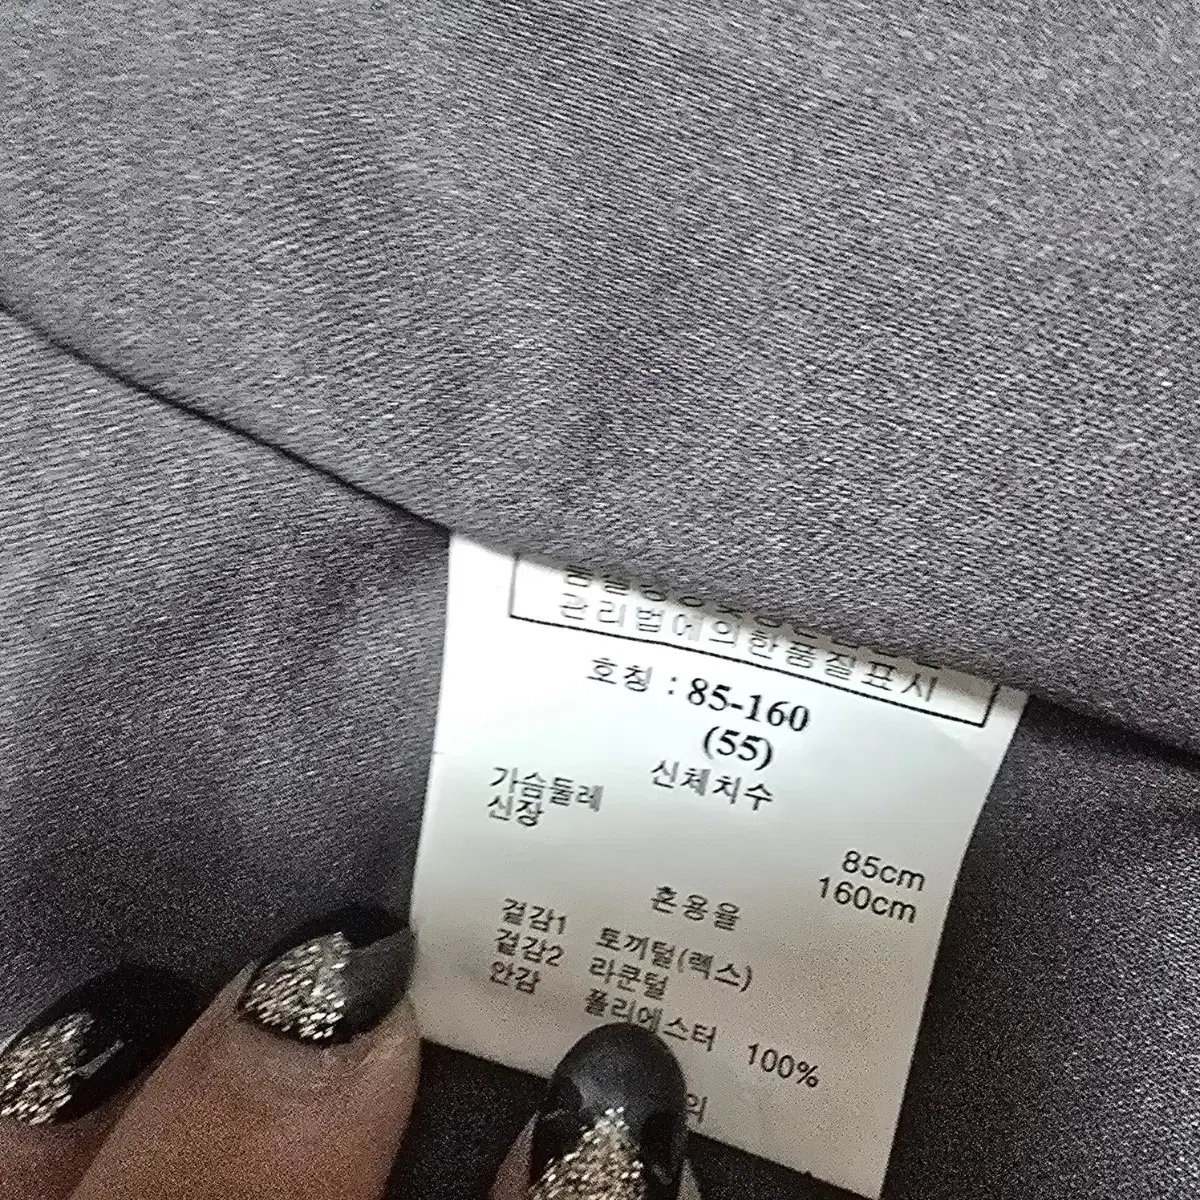 관리법에의한품질표시
호칭 : 85-160
(55)
신체치수
가슴둘레 85cm
신장 160cm
혼용율
겉감1 토끼털(렉스)
겉감2 라쿤털
안감 폴리에스터 100%
의